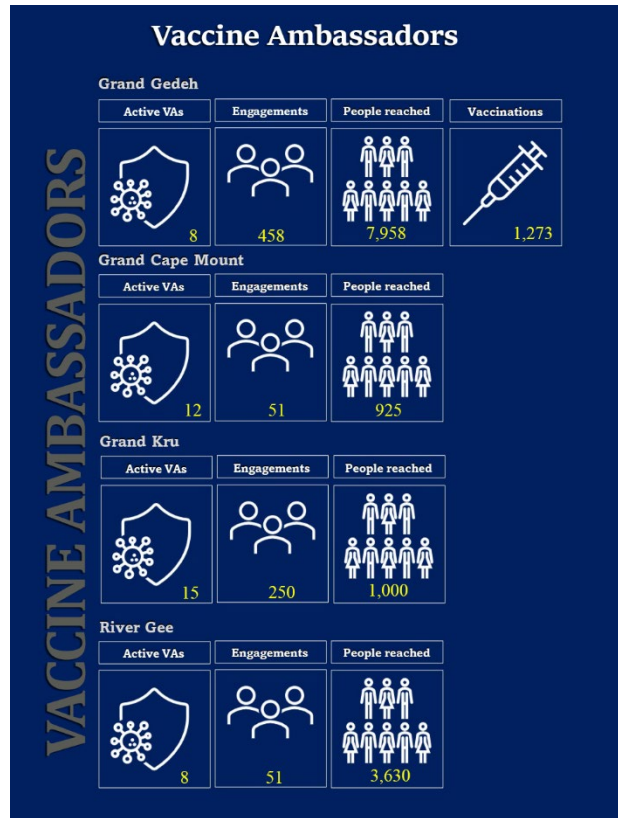 Vaccine Ambassadors
VACCINE AMBASSADORS
Grand Gedeh
Active VAs Engagements People reached Vaccinations
8 458 7,958 1,273
Grand Cape Mount
Active VAs Engagements People reached
12 51 925
Grand Kru
Active VAs Engagements People reached
15 250 1,000
River Gee
Active VAs Engagements People reached
8 51 3,630